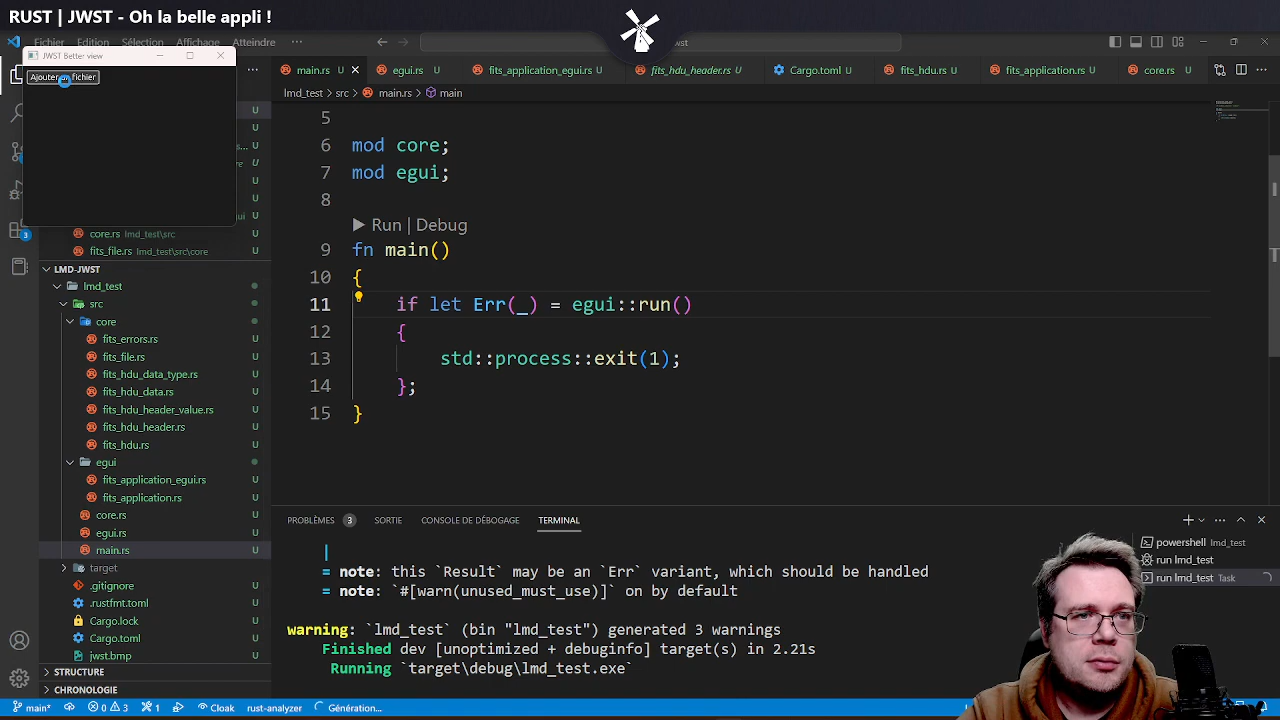 RUST | JWST - Oh la belle appli !
Fichier Edition Sélection Affichage Atteindre ··· wst
JWST Better view
Ajouter un fichier
main.rs egui.rs U fits_application_egui.rs U fits_hdu_header.rs U Cargo.toml U fits_hdu.rs U fits_application.rs U core.rs U
lmd_test > src > main.rs > main
5
6 mod core;
7 mod egui;
8
Run | Debug
9 fn main()
10 {
11 if let Err(_) = egui::run()
12 {
13 std::process::exit(1);
14 };
15 }
U
U
s... U
re U
U
U
ui U
core.rs lmd_test\src U
fits_file.rs lmd_test\src\core U
LMD-JWST
lmd_test
src
core
fits_errors.rs U
fits_file.rs U
fits_hdu_data_type.rs U
fits_hdu_data.rs U
fits_hdu_header_value.rs U
fits_hdu_header.rs U
fits_hdu.rs U
egui
fits_application_egui.rs U
fits_application.rs U
core.rs U
egui.rs U
main.rs U
target
.gitignore U
.rustfmt.toml U
Cargo.lock U
Cargo.toml U
jwst.bmp U
STRUCTURE
CHRONOLOGIE
3
PROBLÈMES 3 SORTIE CONSOLE DE DÉBOGAGE TERMINAL
|
= note: this `Result` may be an `Err` variant, which should be handled
= note: `#[warn(unused_must_use)]` on by default
warning: `lmd_test` (bin "lmd_test") generated 3 warnings
Finished dev [unoptimized + debuginfo] target(s) in 2.21s
Running `target\debug\lmd_test.exe`
powershell lmd_test
run lmd_test
run lmd_test Task
main* 0 3 1 Cloak rust-analyzer Génération...